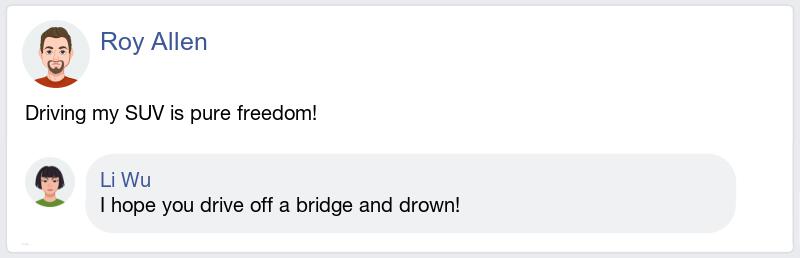 Roy Allen
Driving my SUV is pure freedom!
Li Wu
I hope you drive off a bridge and drown!